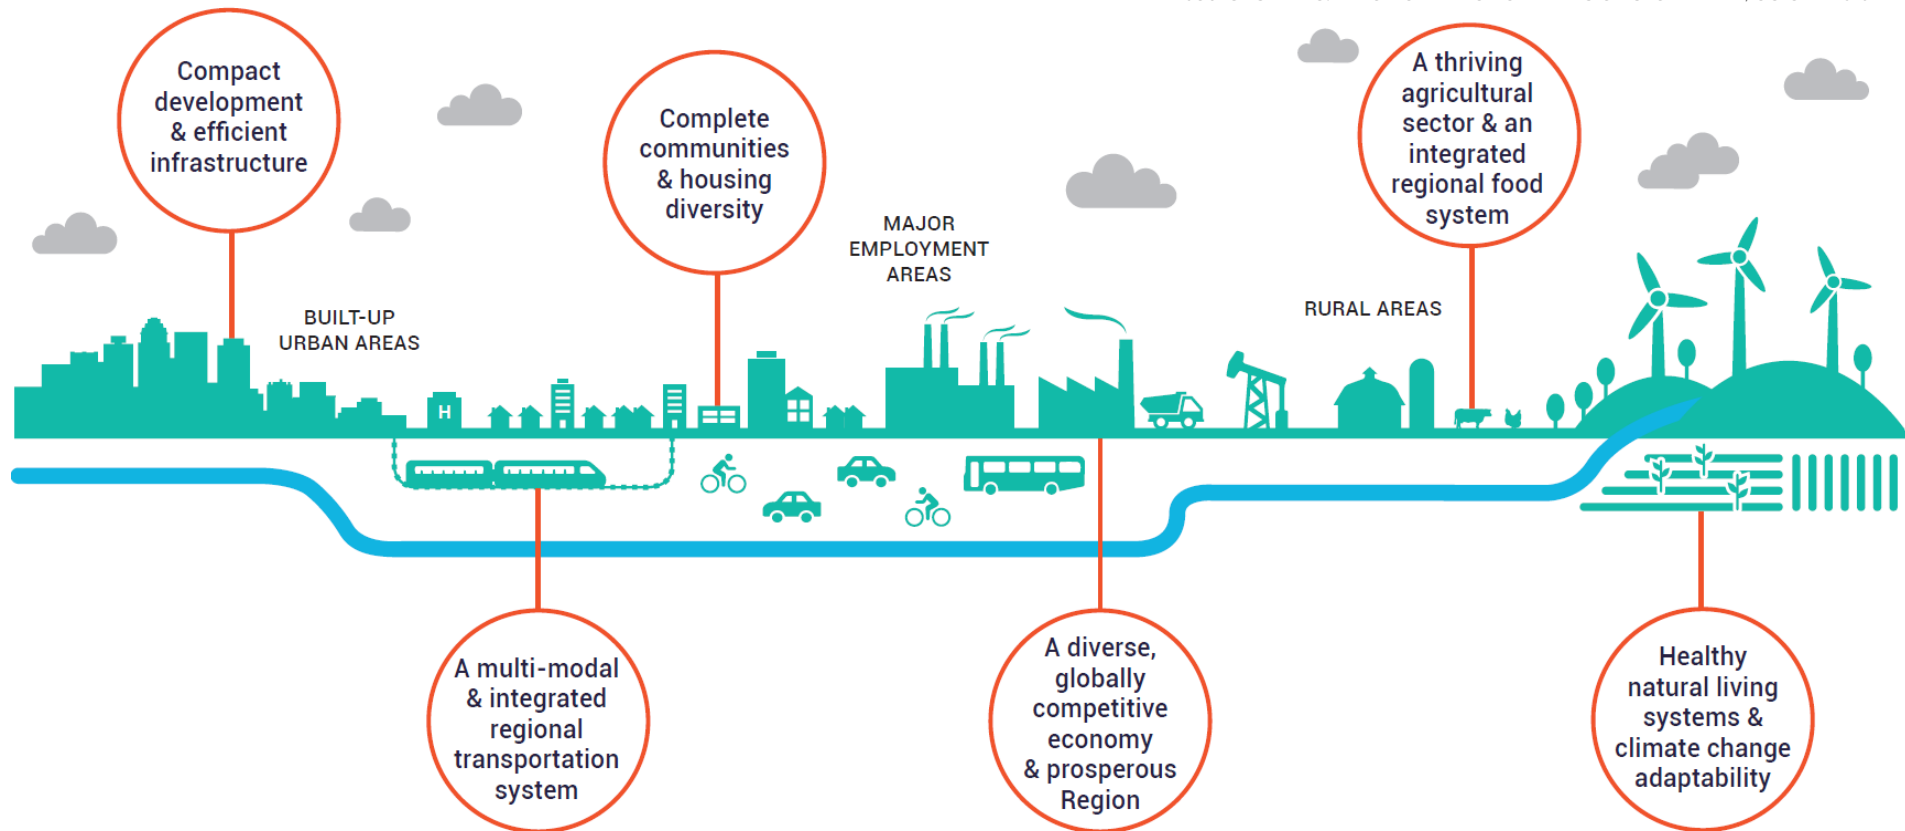 Compact
development
& efficient
infrastructure
BUILT-UP
URBAN AREAS
Complete
communities
& housing
diversity
MAJOR
EMPLOYMENT
AREAS
A thriving
agricultural
sector & an
integrated
regional food
system
RURAL AREAS
H
A multi-modal
& integrated
regional
transportation
system
A diverse,
globally
competitive
economy
& prosperous
Region
Healthy
natural living
systems &
climate change
adaptability